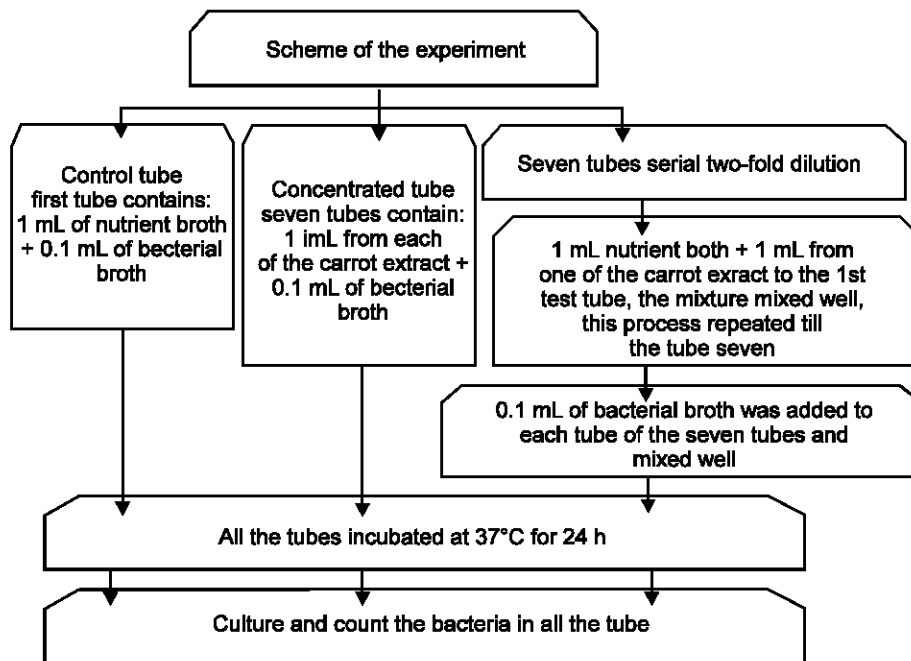 Scheme of the experiment
Control tube
first tube contains:
1 mL of nutrient broth
+ 0.1 mL of becterial
broth
Concentrated tube
seven tubes contain:
1 imL from each
of the carrot extract +
0.1 mL of becterial
broth
Seven tubes serial two-fold dilution
1 mL nutrient both + 1 mL from
one of the carrot exract to the 1st
test tube, the mixture mixed well,
this process repeated till
the tube seven
0.1 mL of bacterial broth was added to
each tube of the seven tubes and
mixed well
All the tubes incubated at 37°C for 24 h
Culture and count the bacteria in all the tube